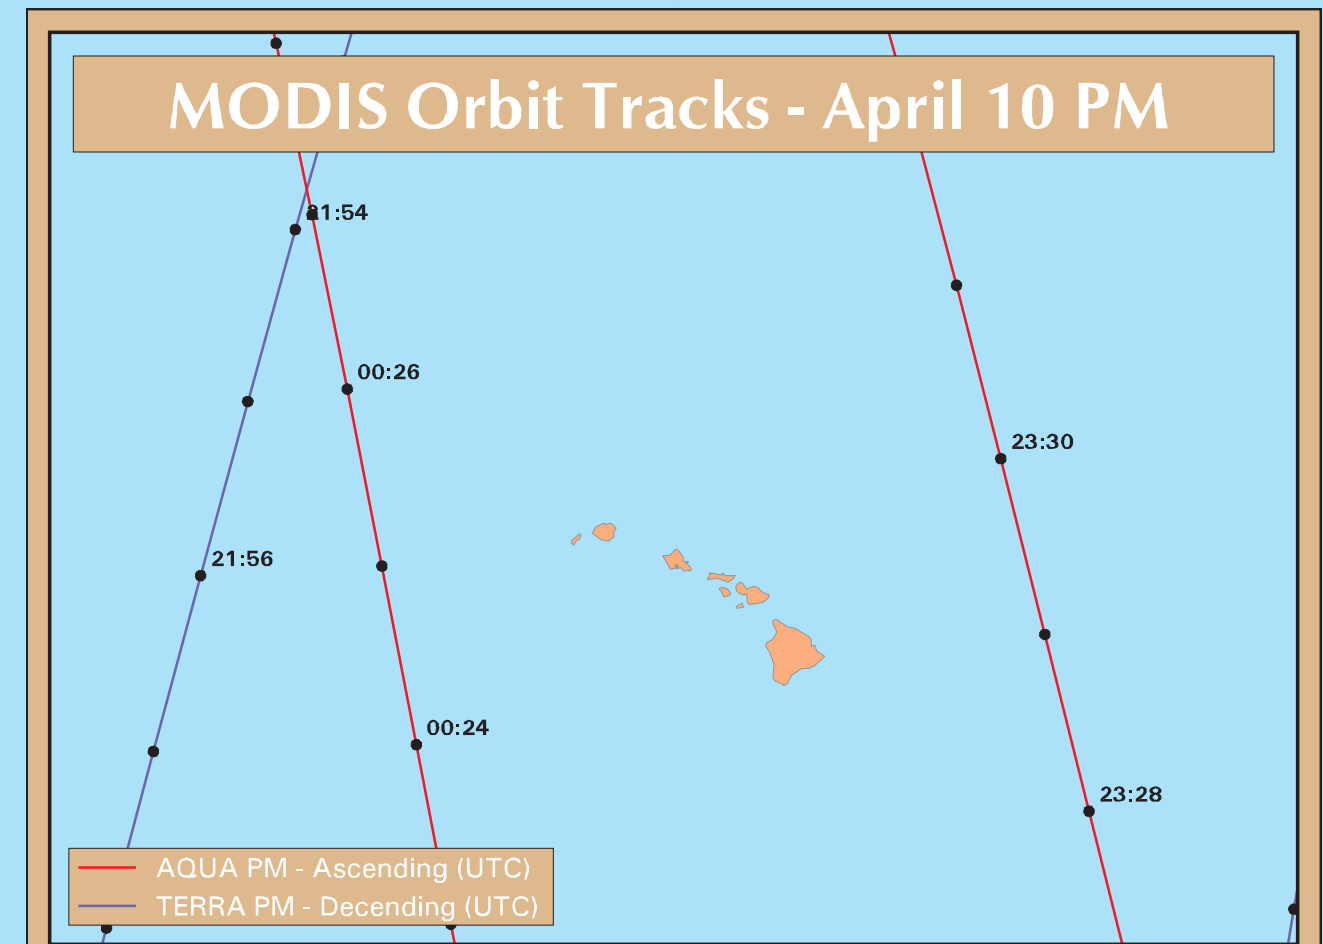 MODIS Orbit Tracks - April 10 PM
21:54
00:26
23:30
21:56
00:24
23:28
AQUA PM - Ascending (UTC)
TERRA PM - Decending (UTC)